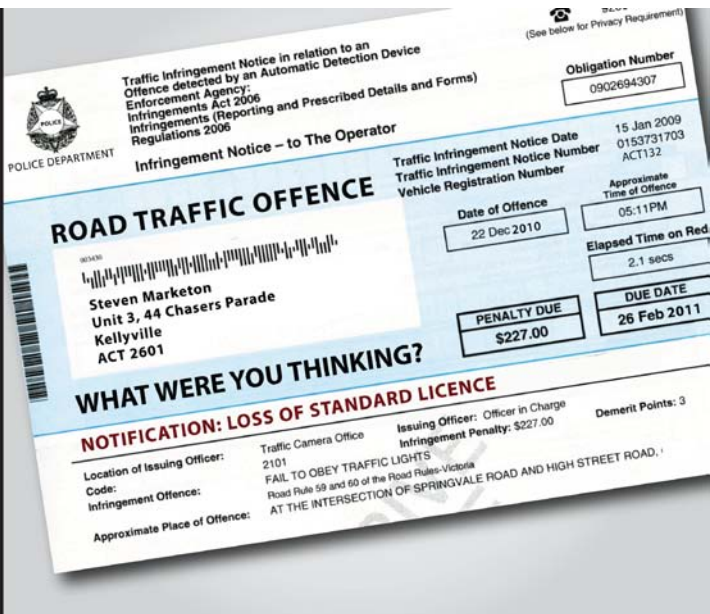 (See below for Privacy Requirement)
Traffic Infringement Notice in relation to an
Offence detected by an Automatic Detection Device
Enforcement Agency:
Infringements Act 2006
Infringements (Reporting and Prescribed Details and Forms)
Regulations 2006
Infringement Notice – to The Operator
POLICE
POLICE DEPARTMENT
Obligation Number
0902694307
Traffic Infringement Notice Date 15 Jan 2009
Traffic Infringement Notice Number 0153731703
Vehicle Registration Number ACT132
ROAD TRAFFIC OFFENCE
Date of Offence
22 Dec 2010
Approximate
Time of Offence
05:11PM
Elapsed Time on Red
2.1 secs
003430
Steven Marketon
Unit 3, 44 Chasers Parade
Kellyville
ACT 2601
PENALTY DUE
$227.00
DUE DATE
26 Feb 2011
WHAT WERE YOU THINKING?
NOTIFICATION: LOSS OF STANDARD LICENCE
Location of Issuing Officer: Traffic Camera Office Issuing Officer: Officer in Charge
Code: 2101 Infringement Penalty: $227.00 Demerit Points: 3
Infringement Offence: FAIL TO OBEY TRAFFIC LIGHTS
Road Rule 59 and 60 of the Road Rules-Victoria
Approximate Place of Offence: AT THE INTERSECTION OF SPRINGVALE ROAD AND HIGH STREET ROAD,